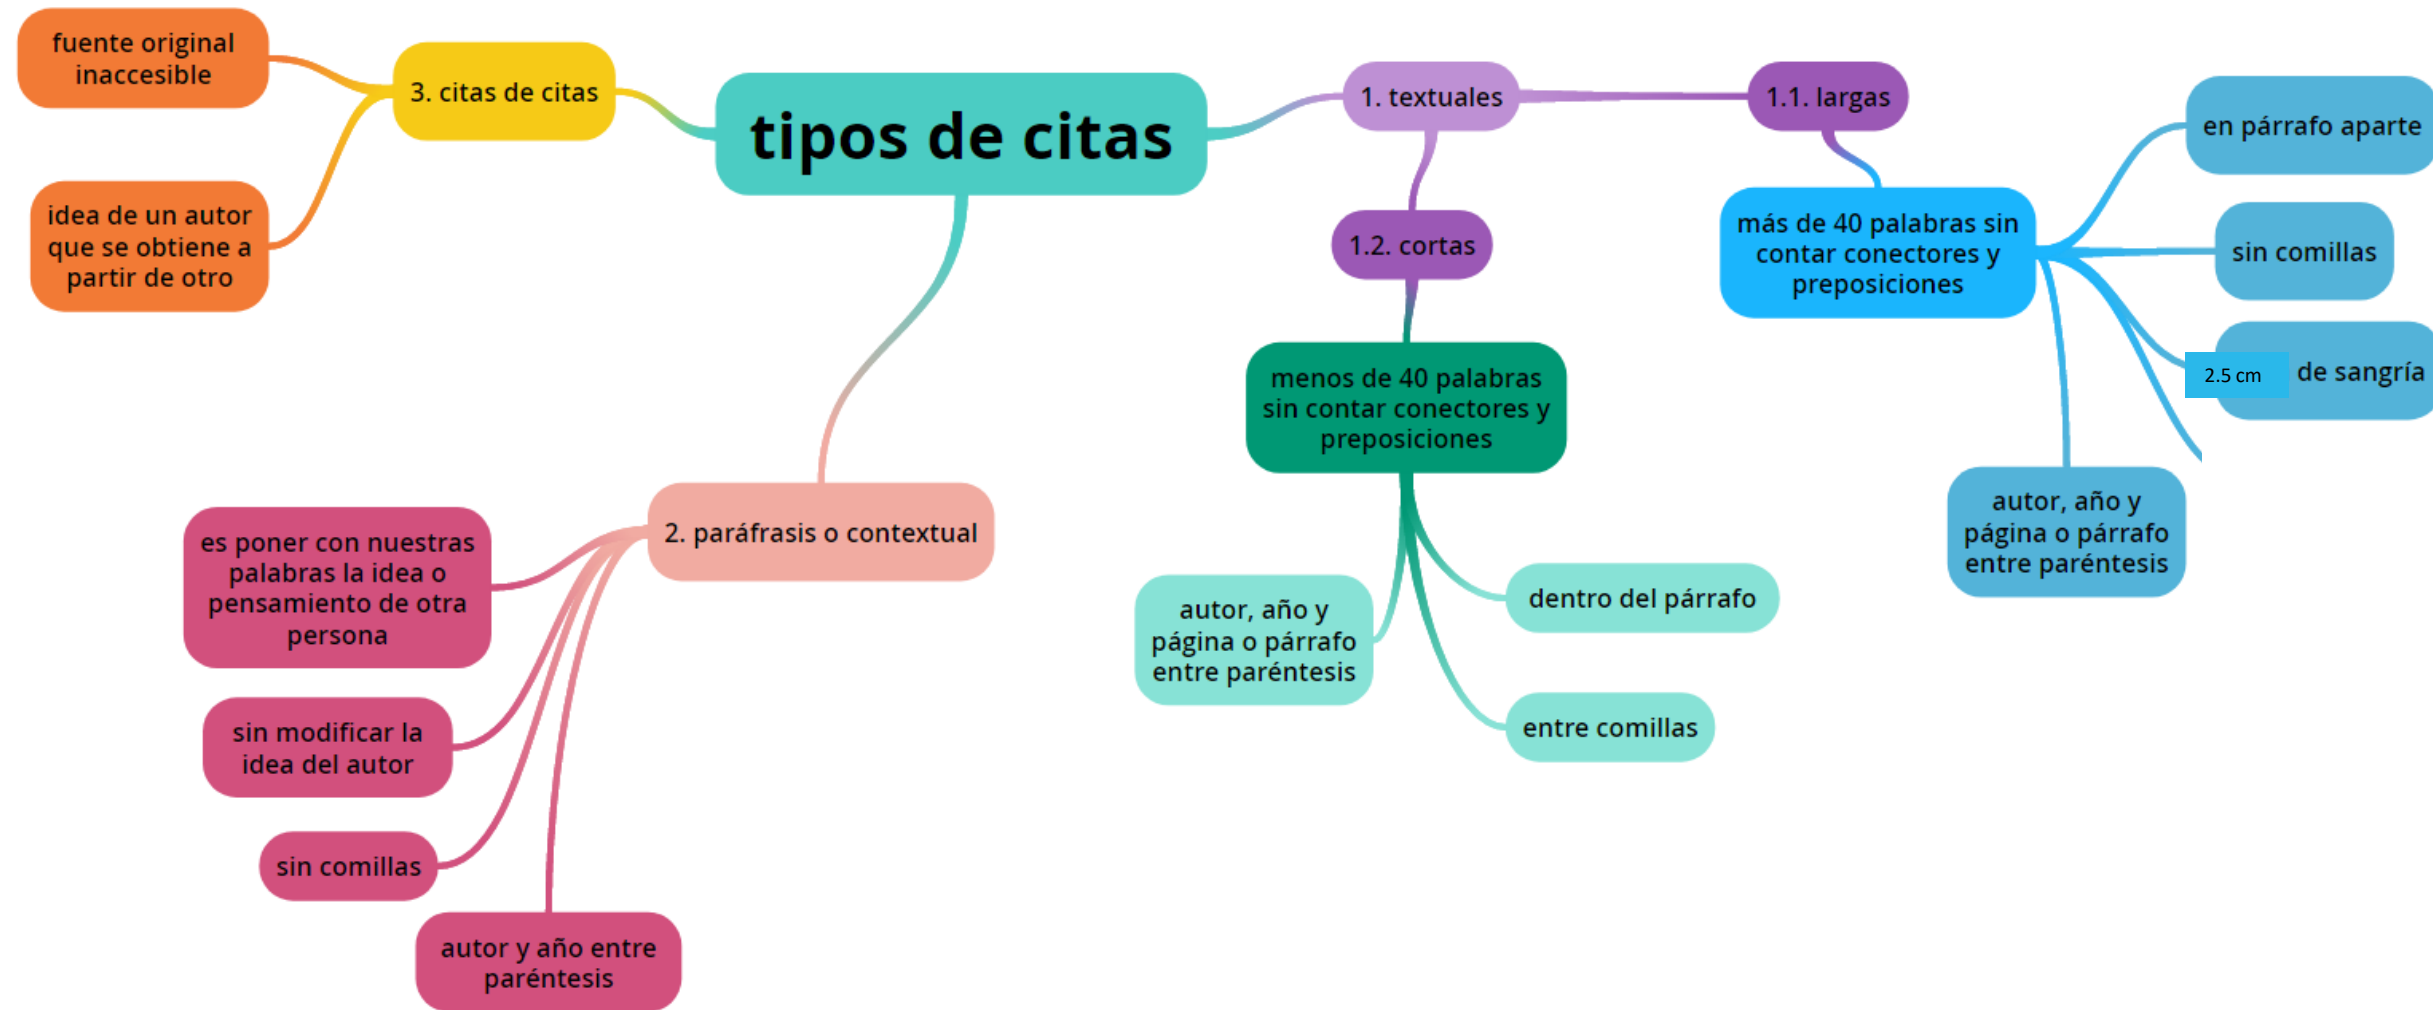 tipos de citas
1. textuales
1.1. largas
más de 40 palabras sin
contar conectores y
preposiciones
en párrafo aparte
sin comillas
2.5 cm de sangría
autor, año y
página o párrafo
entre paréntesis
1.2. cortas
menos de 40 palabras
sin contar conectores y
preposiciones
dentro del párrafo
entre comillas
autor, año y
página o párrafo
entre paréntesis
2. paráfrasis o contextual
es poner con nuestras
palabras la idea o
pensamiento de otra
persona
sin modificar la
idea del autor
sin comillas
autor y año entre
paréntesis
3. citas de citas
fuente original
inaccesible
idea de un autor
que se obtiene a
partir de otro